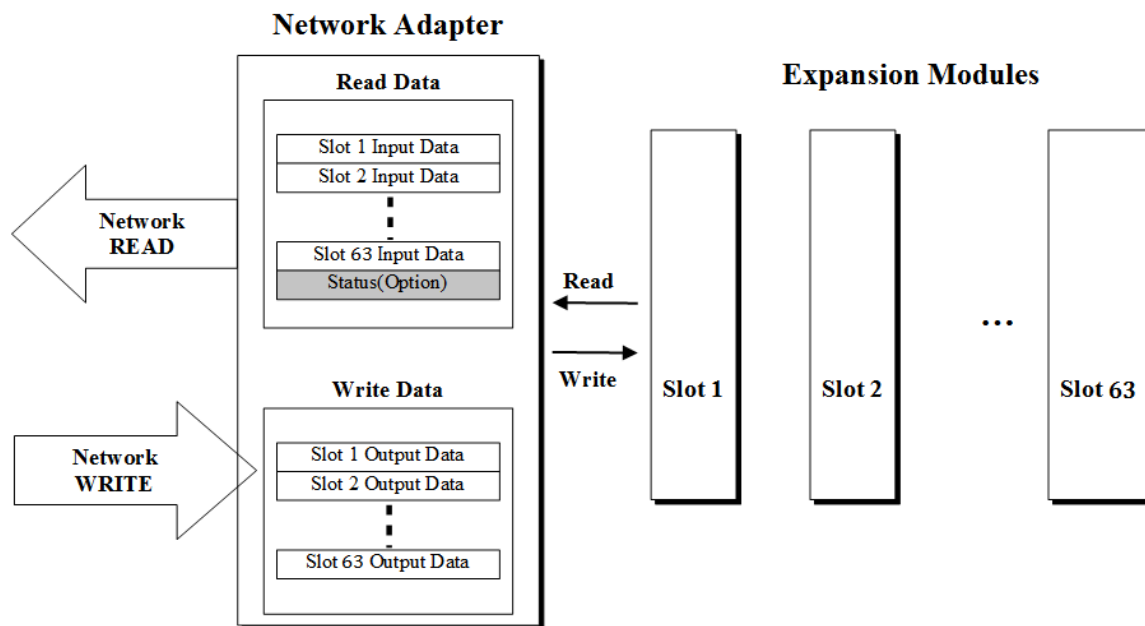 Network Adapter
Expansion Modules
Read Data
Slot 1 Input Data
Slot 2 Input Data
Slot 63 Input Data
Status(Option)
Network
READ
Read
Write
Write Data
Slot 1 Output Data
Slot 2 Output Data
Slot 63 Output Data
Network
WRITE
Slot 1
Slot 2
...
Slot 63